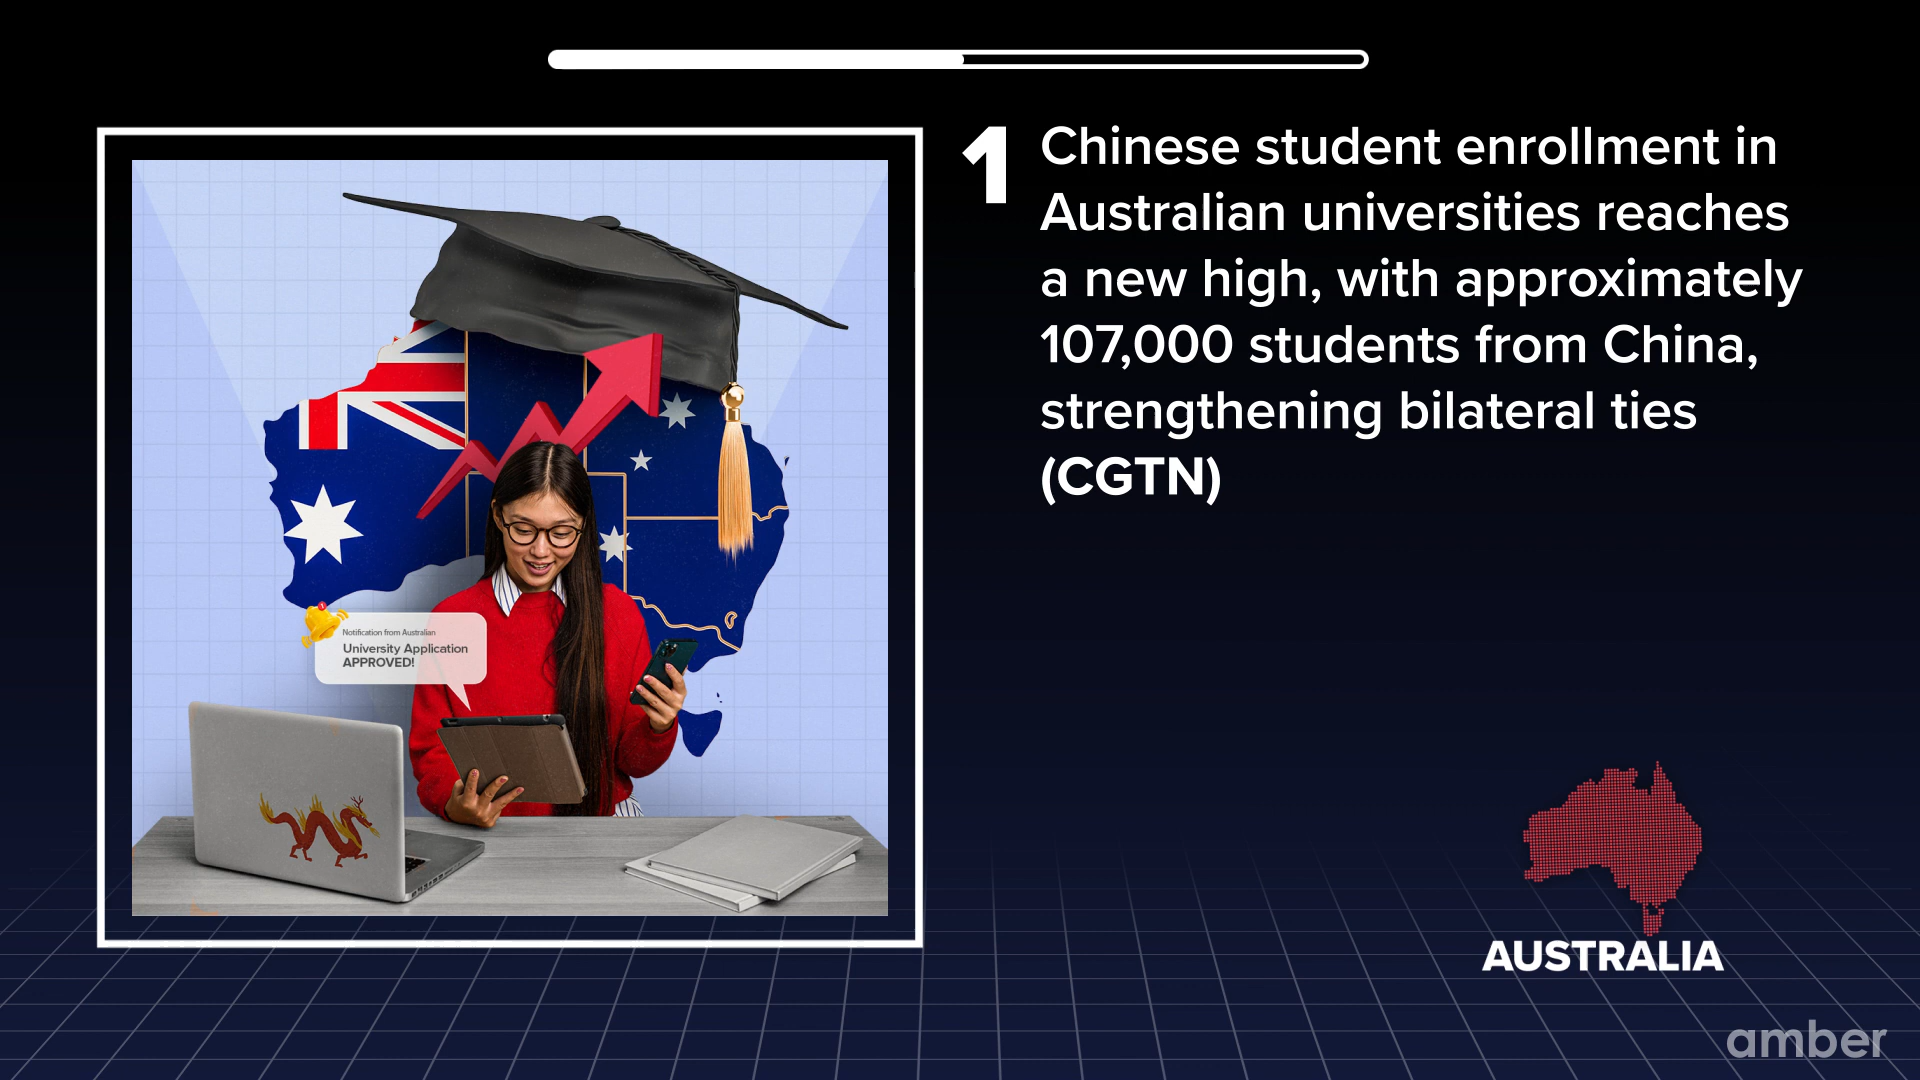 1
Chinese student enrollment in
Australian universities reaches
a new high, with approximately
107,000 students from China,
strengthening bilateral ties
(CGTN)
Notification from Australian
University Application
APPROVED!
AUSTRALIA
amber